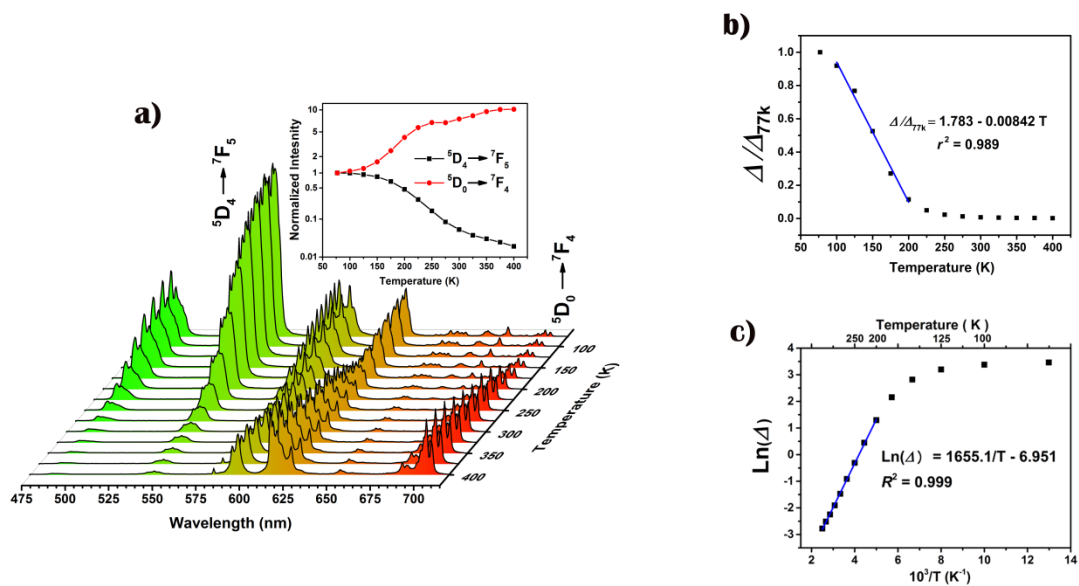 a)
⁵D₄ → ⁷F₅
Normalized Intesnity
10
2
1
0.5
0.1
0.01
⁵D₄ → ⁷F₅
⁵D₀ → ⁷F₄
50 100 150 200 250 300 350 400
Temperature (K)
⁵D₀ → ⁷F₄
100
150
200
250
300
350
400
Temperature (K)
475 500 525 550 575 600 625 650 675 700
Wavelength (nm)
b)
Δ/Δ77k
1.0
0.8
0.6
0.4
0.2
0.0
Δ/Δ77k = 1.783 - 0.00842 T
r² = 0.989
50 100 150 200 250 300 350 400
Temperature (K)
c)
Temperature ( K )
250 200 125 100
Ln(Δ)
4
3
2
1
0
-1
-2
-3
Ln(Δ) = 1655.1/T - 6.951
R² = 0.999
2 4 6 8 10 12 14
10³/T (K⁻¹)